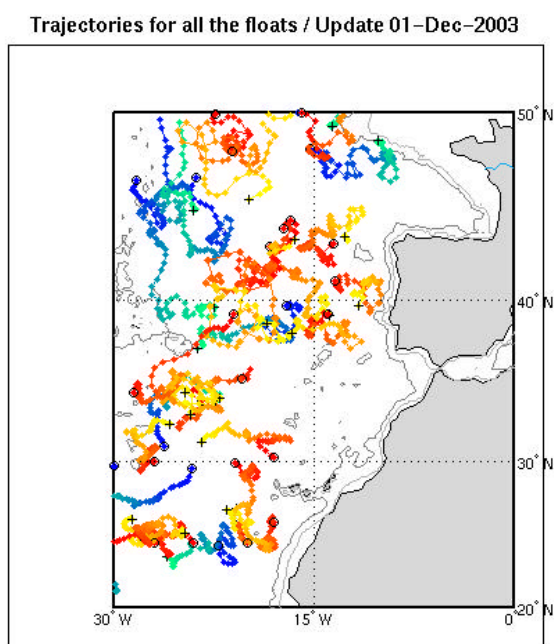 Trajectories for all the floats / Update 01-Dec-2003
50° N
40° N
30° N
20° N
30° W
15° W
0°